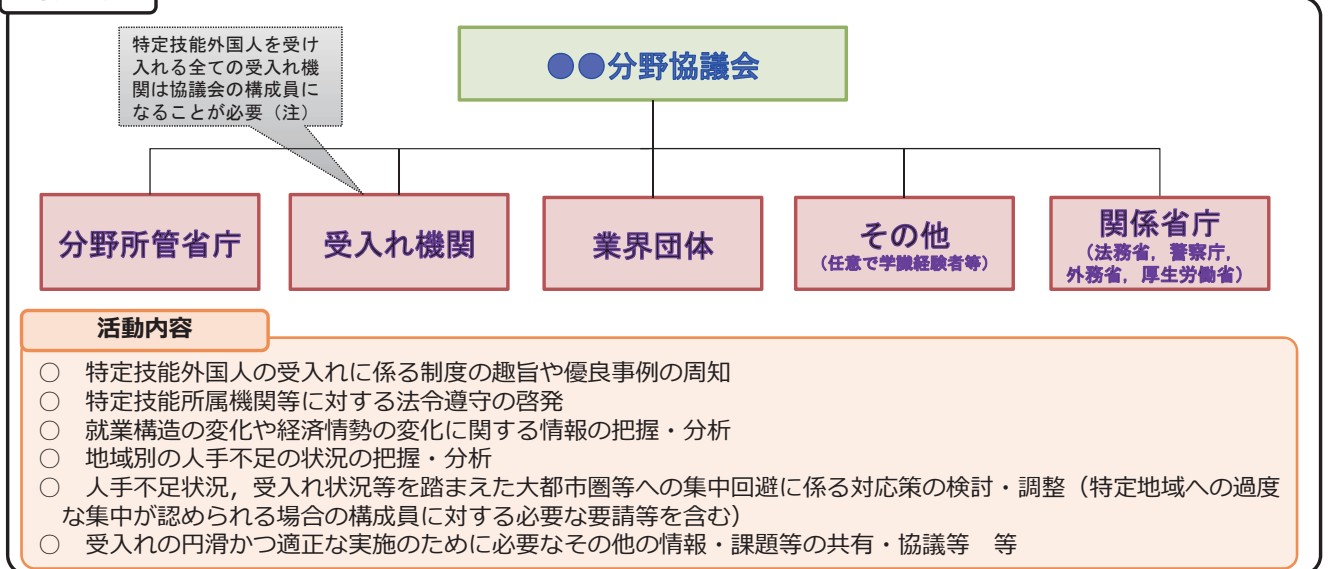 特定技能外国人を受け
入れる全ての受入れ機
関は協議会の構成員に
なることが必要（注）
●●分野協議会
分野所管省庁
受入れ機関
業界団体
その他
（任意で学識経験者等）
関係省庁
（法務省，警察庁，
外務省，厚生労働省）
活動内容
○　特定技能外国人の受入れに係る制度の趣旨や優良事例の周知
○　特定技能所属機関等に対する法令遵守の啓発
○　就業構造の変化や経済情勢の変化に関する情報の把握・分析
○　地域別の人手不足の状況の把握・分析
○　人手不足状況，受入れ状況等を踏まえた大都市圏等への集中回避に係る対応策の検討・調整（特定地域への過度
な集中が認められる場合の構成員に対する必要な要請等を含む）
○　受入れの円滑かつ適正な実施のために必要なその他の情報・課題等の共有・協議等　等